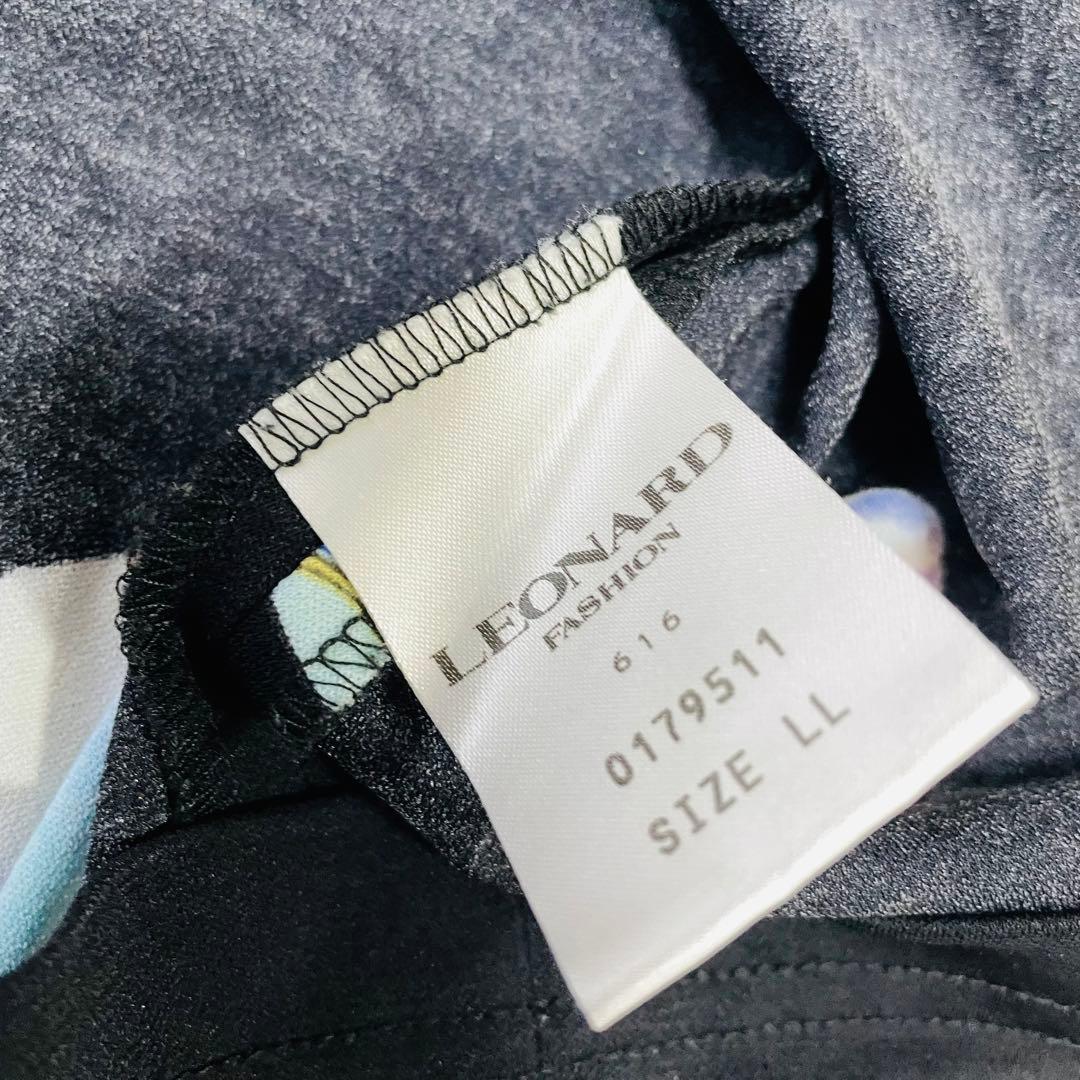 LEONARD
FASHION
616
0179511
SIZE LL